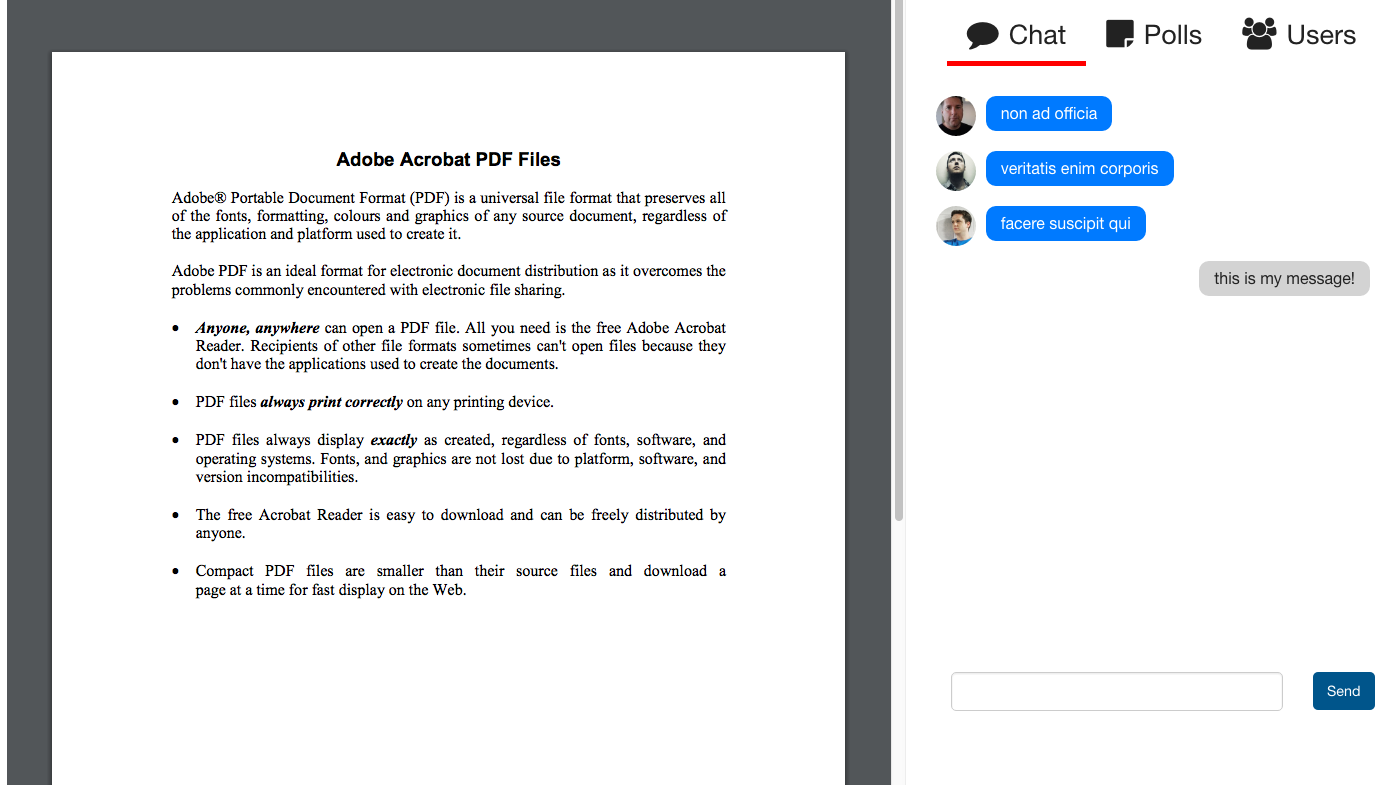 Adobe Acrobat PDF Files
Adobe® Portable Document Format (PDF) is a universal file format that preserves all
of the fonts, formatting, colours and graphics of any source document, regardless of
the application and platform used to create it.
Adobe PDF is an ideal format for electronic document distribution as it overcomes the
problems commonly encountered with electronic file sharing.
• Anyone, anywhere can open a PDF file. All you need is the free Adobe Acrobat
Reader. Recipients of other file formats sometimes can't open files because they
don't have the applications used to create the documents.
• PDF files always print correctly on any printing device.
• PDF files always display exactly as created, regardless of fonts, software, and
operating systems. Fonts, and graphics are not lost due to platform, software, and
version incompatibilities.
• The free Acrobat Reader is easy to download and can be freely distributed by
anyone.
• Compact PDF files are smaller than their source files and download a
page at a time for fast display on the Web.
Chat Polls Users
non ad officia
veritatis enim corporis
facere suscipit qui
this is my message!
Send